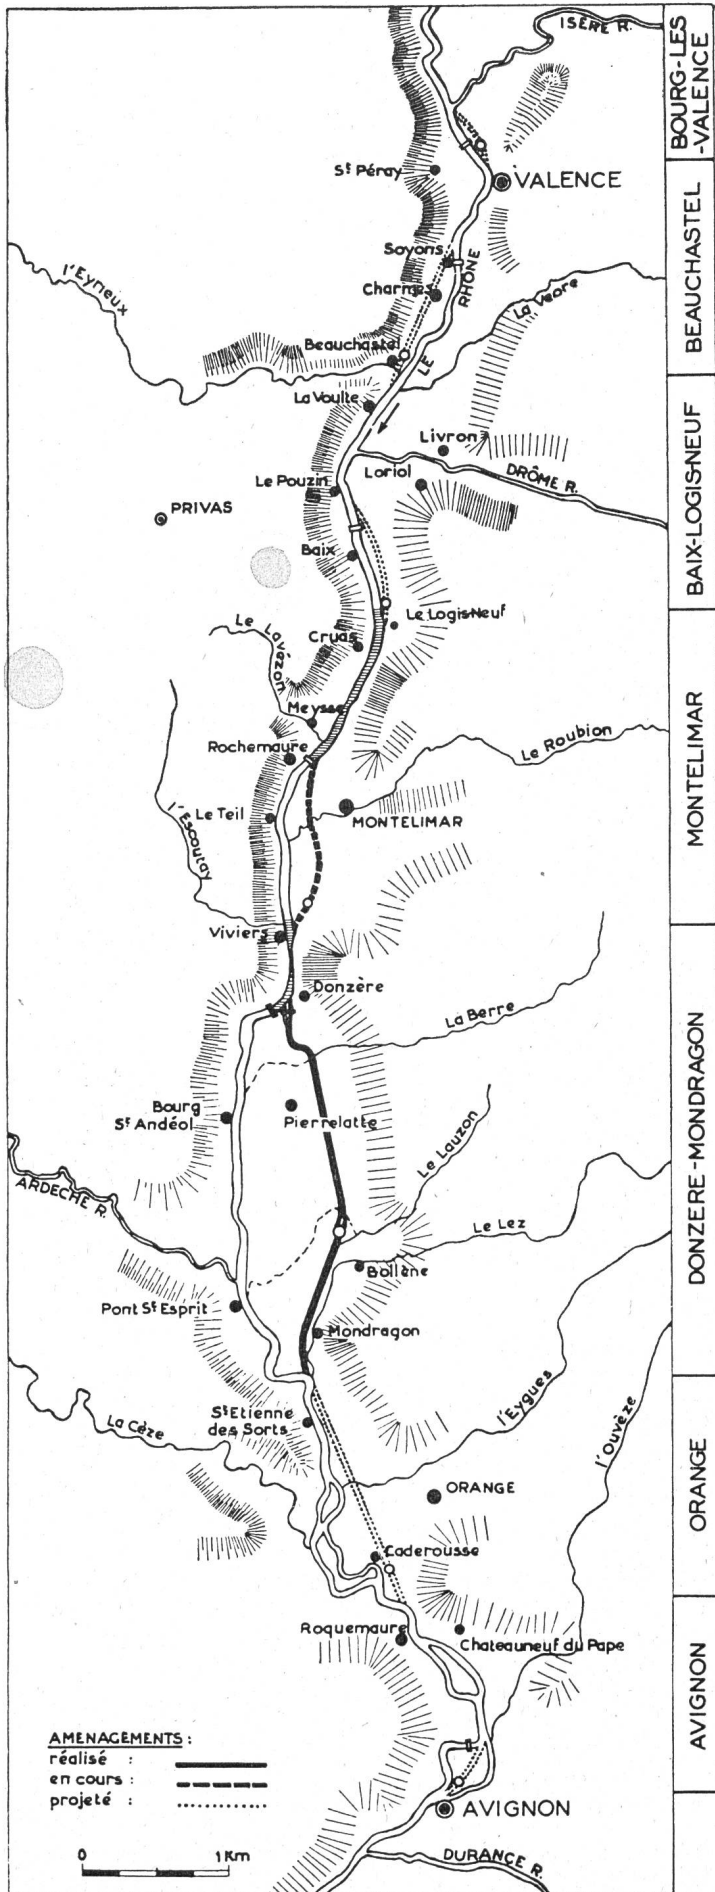 ISÈRE R.
BOURG-LES
-VALENCE
St Péray
VALENCE
BEAUCHASTEL
Soyons
l'Eyrieux
Charmes
LE RHÔNE
La Veore
Beauchastel
La Voulte
Livron
BAIX-LOGIS-NEUF
Le Pouzin
Loriol
DRÔME R.
PRIVAS
Baix
Le Logis-Neuf
Le Lavezon
Cruas
Meysse
Rochemaure
Le Roubion
MONTELIMAR
Le Teil
MONTELIMAR
l'Escoutay
Viviers
Donzère
La Berre
DONZERE-MONDRAGON
Bourg
St Andéol
Pierrelatte
Le Lauzon
ARDECHE R.
Le Lez
Bollène
Pont St Esprit
Mondragon
St Etienne
des Sorts
l'Eygues
l'Ouvèze
La Cèze
ORANGE
ORANGE
Caderousse
Roquemaure
Chateauneuf du Pape
AVIGNON
AMENAGEMENTS :
réalisé :
en cours :
projeté :
AVIGNON
0 1 Km
DURANCE R.